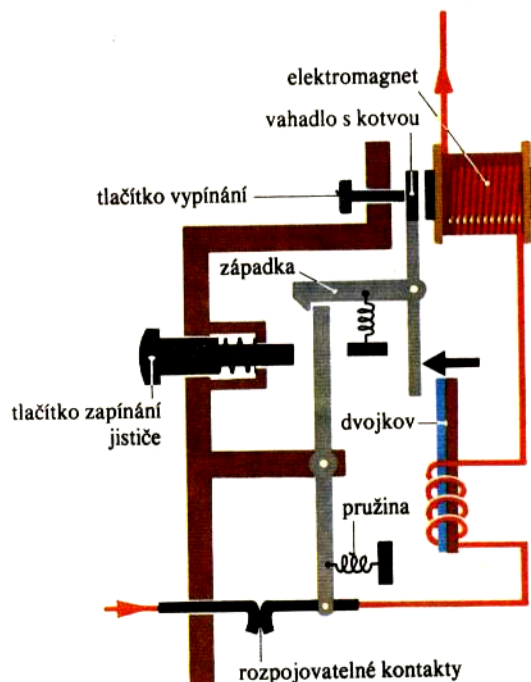 elektromagnet
vahadlo s kotvou
tlačítko vypínání
západka
tlačítko zapínání
jističe
dvojkov
pružina
rozpojovatelné kontakty